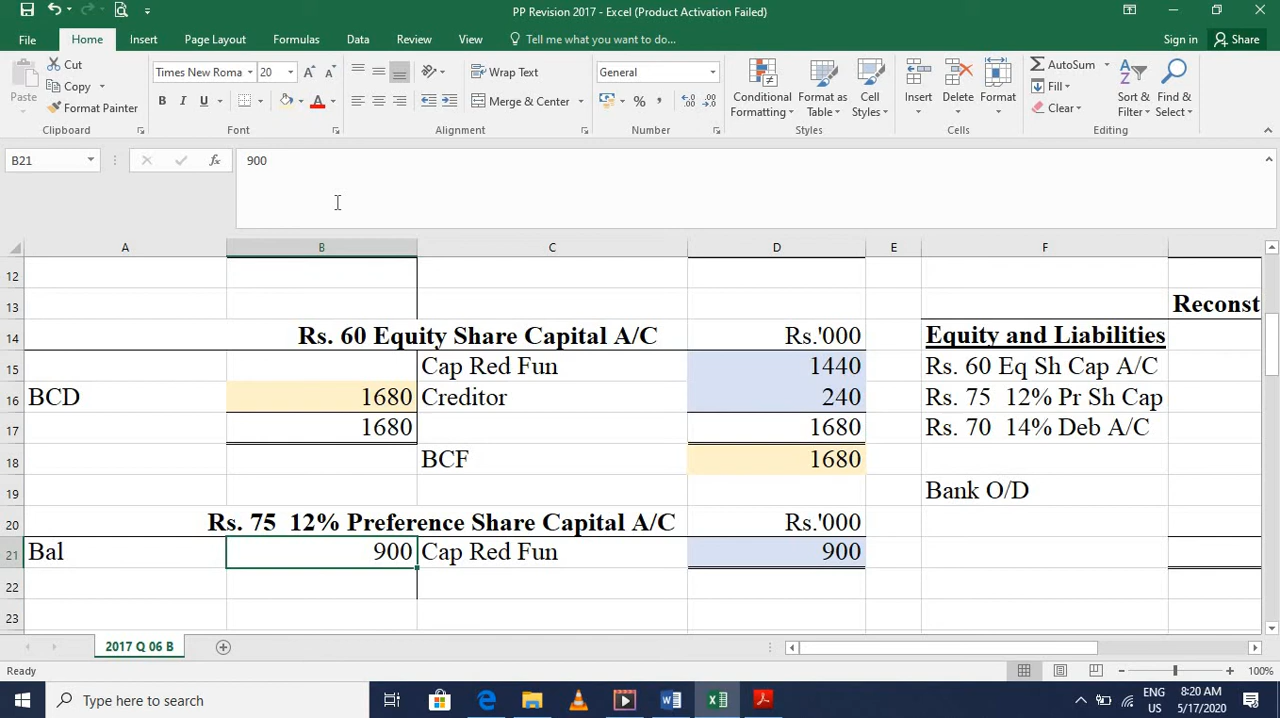 PP Revision 2017 - Excel (Product Activation Failed)
File Home Insert Page Layout Formulas Data Review View Tell me what you want to do... Sign in Share
Paste Cut
Copy
Format Painter
Clipboard
Times New Roma 20
B I U
Font
Wrap Text
Merge & Center
Alignment
General
%
Number
Conditional Formatting
Format as Table
Cell Styles
Styles
Insert Delete Format
Cells
AutoSum
Fill
Clear
Sort & Filter
Find & Select
Editing
B21 fx 900
A B C D E F
12
13 Reconst
14 Rs. 60 Equity Share Capital A/C Rs.'000 Equity and Liabilities
15 Cap Red Fun 1440 Rs. 60 Eq Sh Cap A/C
16 BCD 1680 Creditor 240 Rs. 75 12% Pr Sh Cap
17 1680 1680 Rs. 70 14% Deb A/C
18 BCF 1680
19 Bank O/D
20 Rs. 75 12% Preference Share Capital A/C Rs.'000
21 Bal 900 Cap Red Fun 900
22
23
2017 Q 06 B
Ready 100%
Type here to search
ENG
US
8:20 AM
5/17/2020